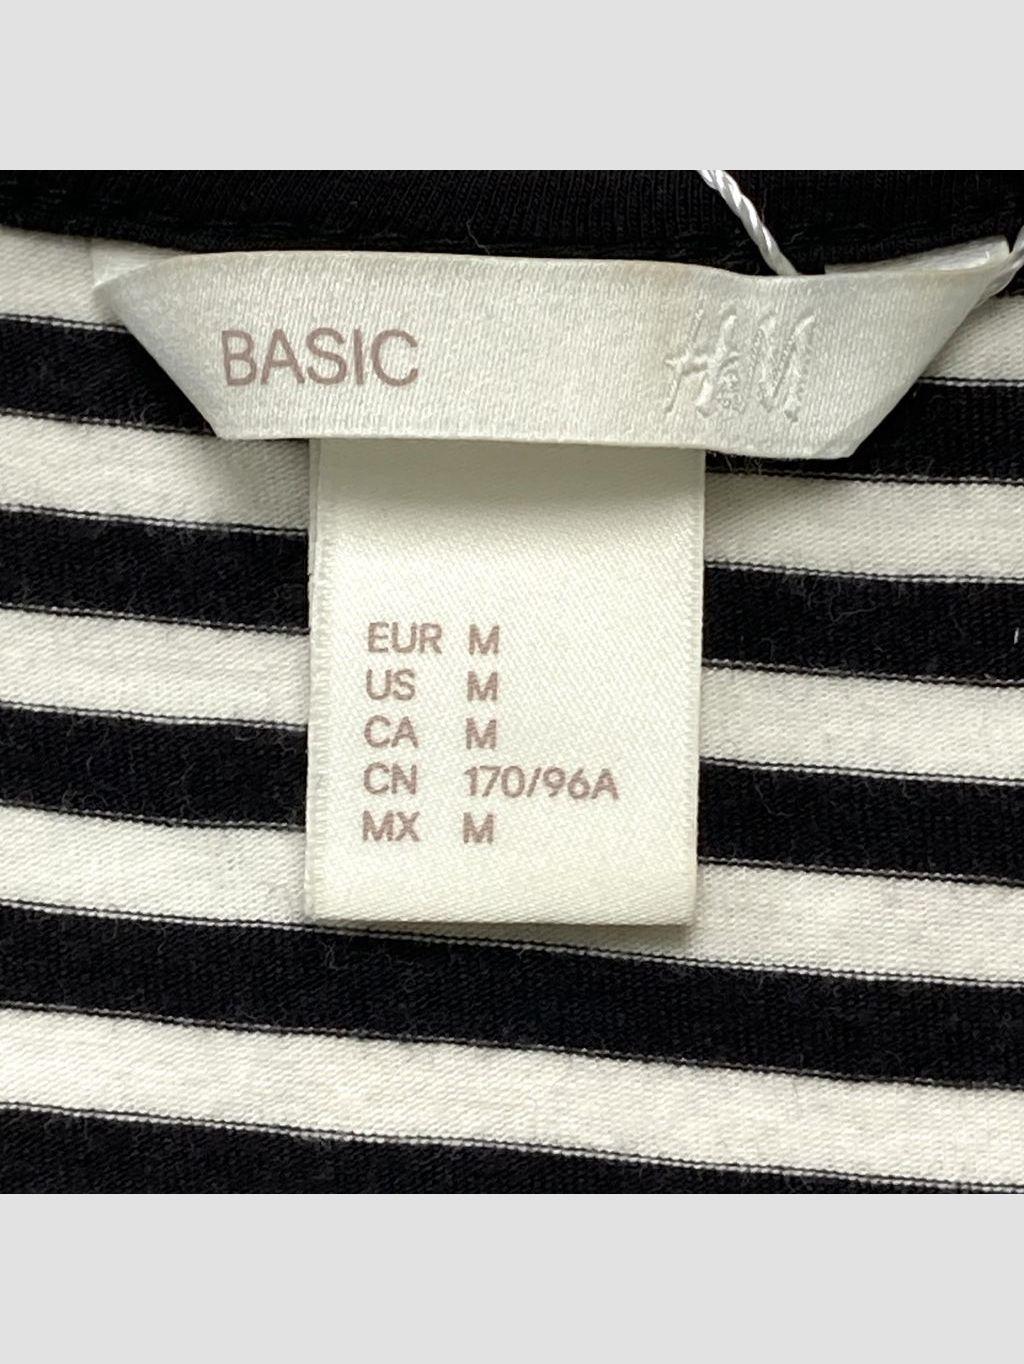 BASIC H&M
EUR M
US M
CA M
CN 170/96A
MX M